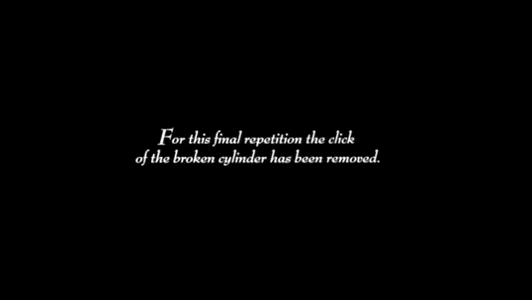 For this final repetition the click
of the broken cylinder has been removed.